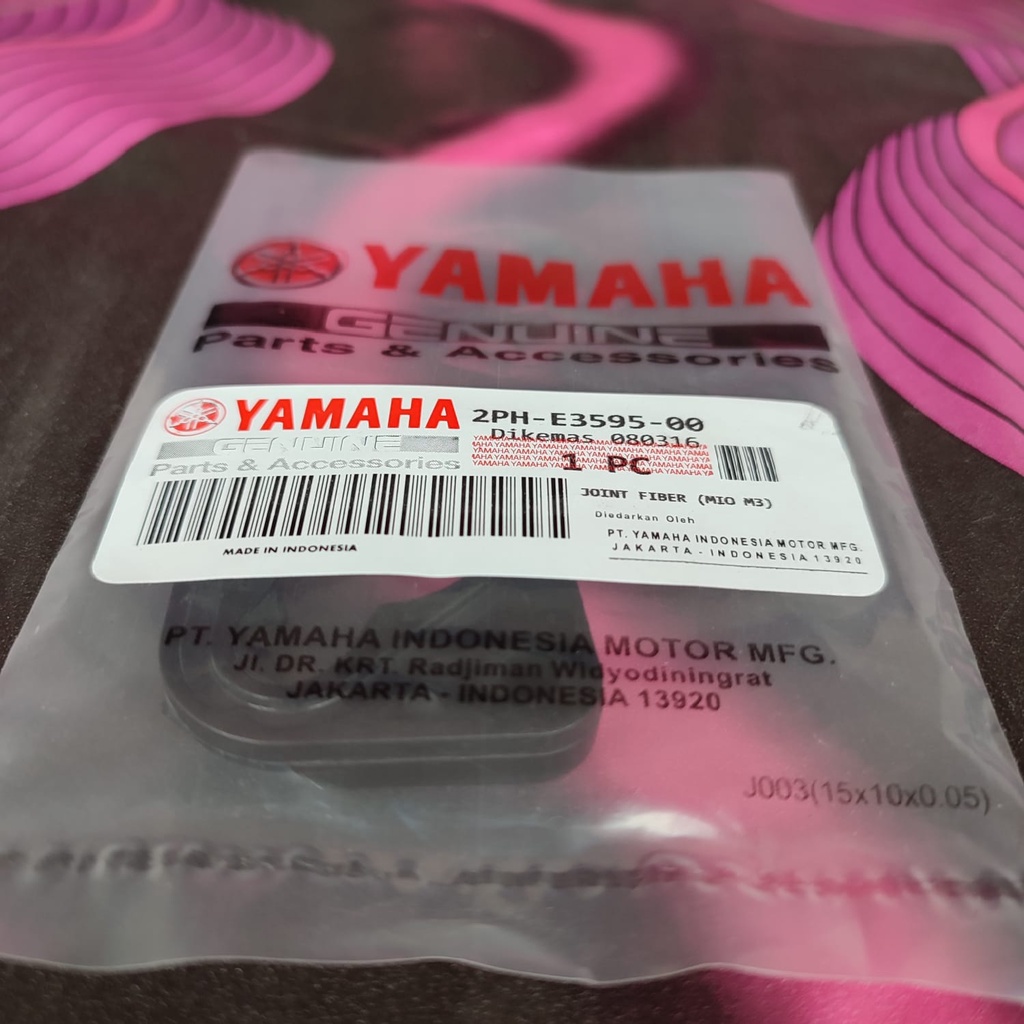 YAMAHA
GENUINE
Parts & Accessories
YAMAHA 2PH-E3595-00
GENUINE Dikemas 080316
Parts & Accessories 1 PC
JOINT FIBER (MIO M3)
Diedarkan Oleh
PT. YAMAHA INDONESIA MOTOR MFG.
JAKARTA - INDONESIA 13920
MADE IN INDONESIA
PT. YAMAHA INDONESIA MOTOR MFG.
Jl. DR. KRT. Radjiman Widyodiningrat
JAKARTA - INDONESIA 13920
J003(15x10x0.05)